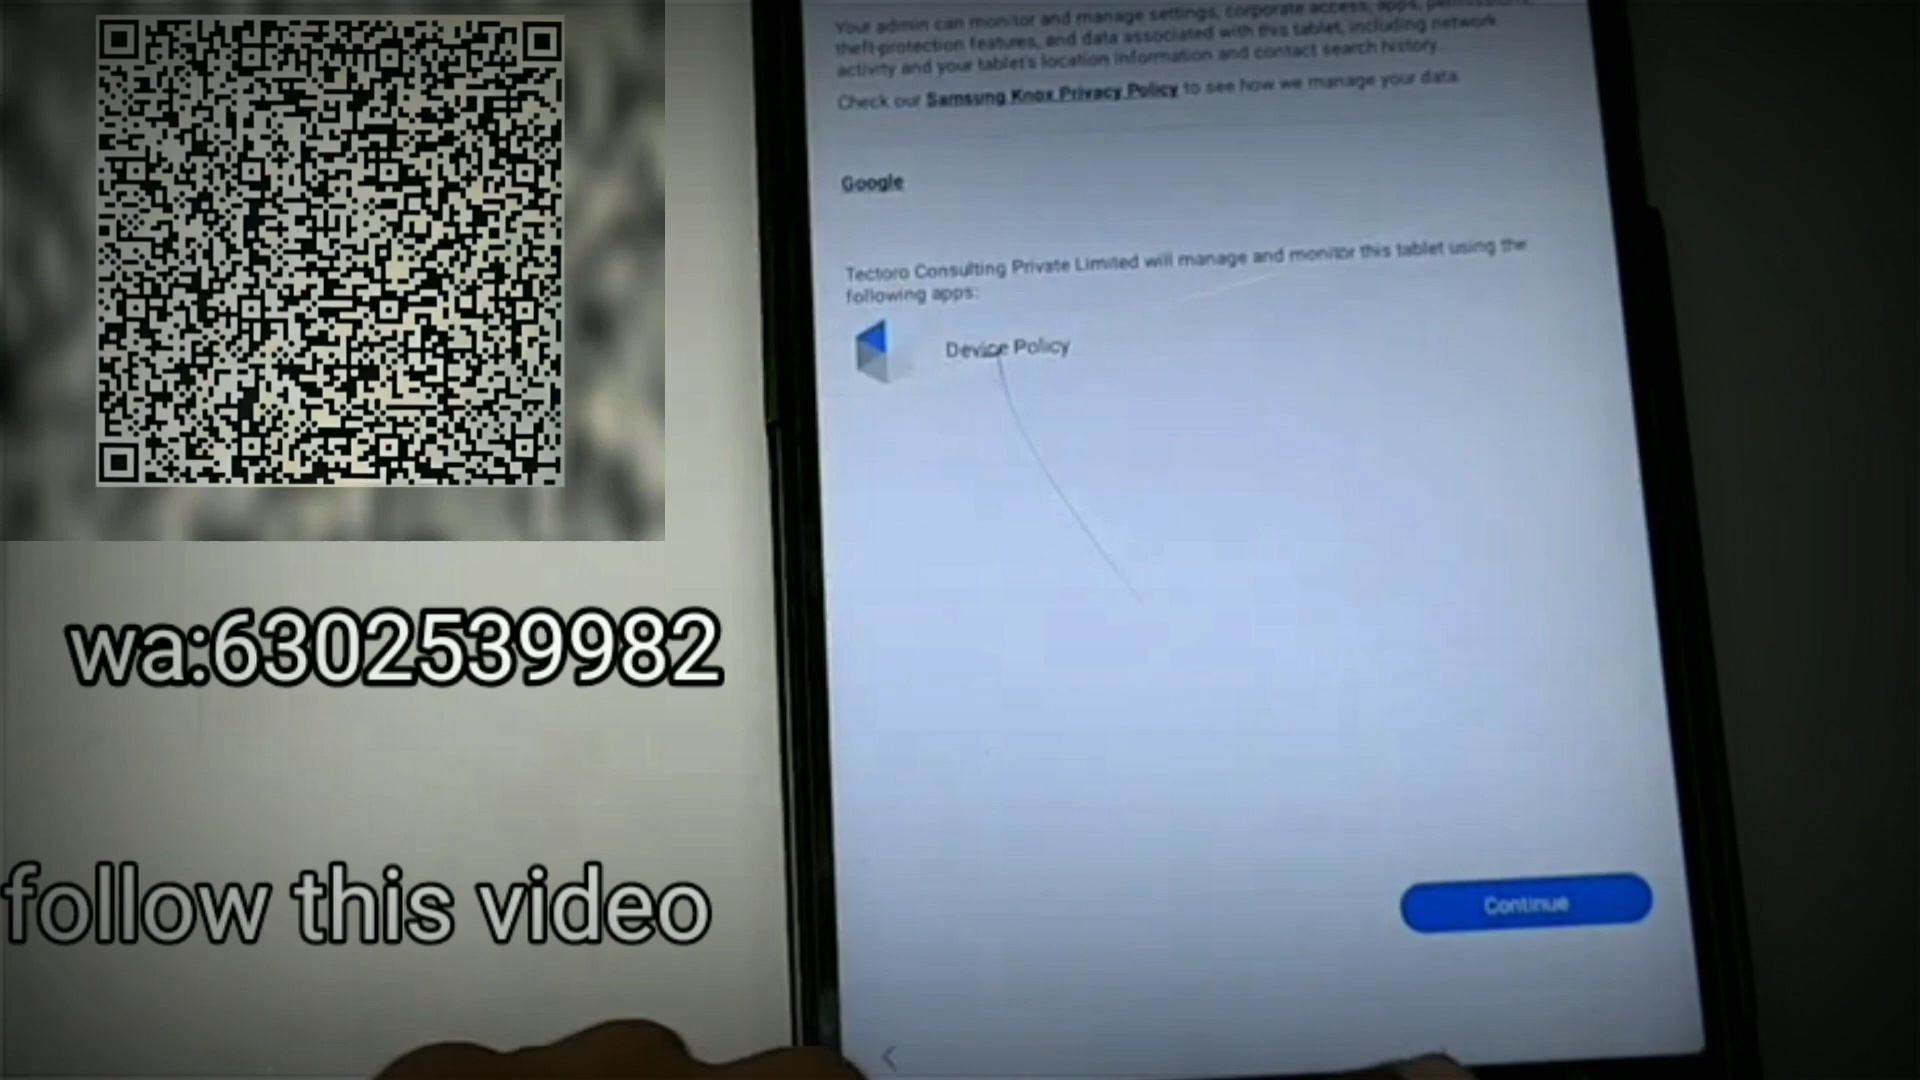 Your admin can monitor and manage settings, corporate access, apps, permissions,
theft-protection features, and data associated with this tablet, including network
activity and your tablet's location information and contact search history.
Check our Samsung Knox Privacy Policy to see how we manage your data.
Google
Tectoro Consulting Private Limited will manage and monitor this tablet using the
following apps:
Device Policy
Continue
wa:6302539982
follow this video